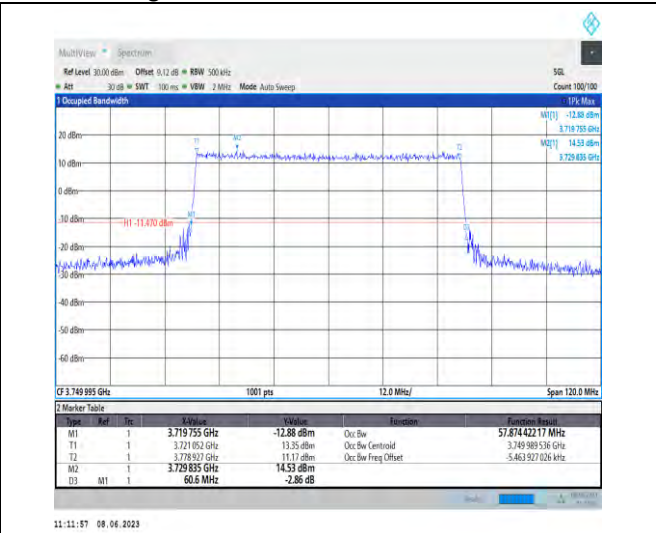 MultiView Spectrum
Ref Level 30.00 dBm Offset 9.12 dB RBW 500 kHz SGL
Att 30 dB SWT 100 ms VBW 2 MHz Mode Auto Sweep Count 100/100
1 Occupied Bandwidth 1Pk Max
M1[1] -12.88 dBm
3.719 755 GHz
M2[1] 14.53 dBm
3.729 835 GHz
20 dBm
T1 M2 T2
10 dBm
0 dBm
-10 dBm
H1 -11.470 dBm
M1
D3
-20 dBm
-30 dBm
-40 dBm
-50 dBm
-60 dBm
CF 3.749 995 GHz 1001 pts 12.0 MHz/ Span 120.0 MHz
2 Marker Table
Type Ref Trc X-Value Y-Value Function Function Result
M1 1 3.719 755 GHz -12.88 dBm Occ Bw 57.874 422 17 MHz
T1 1 3.721 052 GHz 13.35 dBm Occ Bw Centroid 3.749 989 536 GHz
T2 1 3.778 927 GHz 11.17 dBm Occ Bw Freq Offset -5.463 927 026 kHz
M2 1 3.729 835 GHz 14.53 dBm
D3 M1 1 60.6 MHz -2.86 dB
11:11:57 08.06.2023